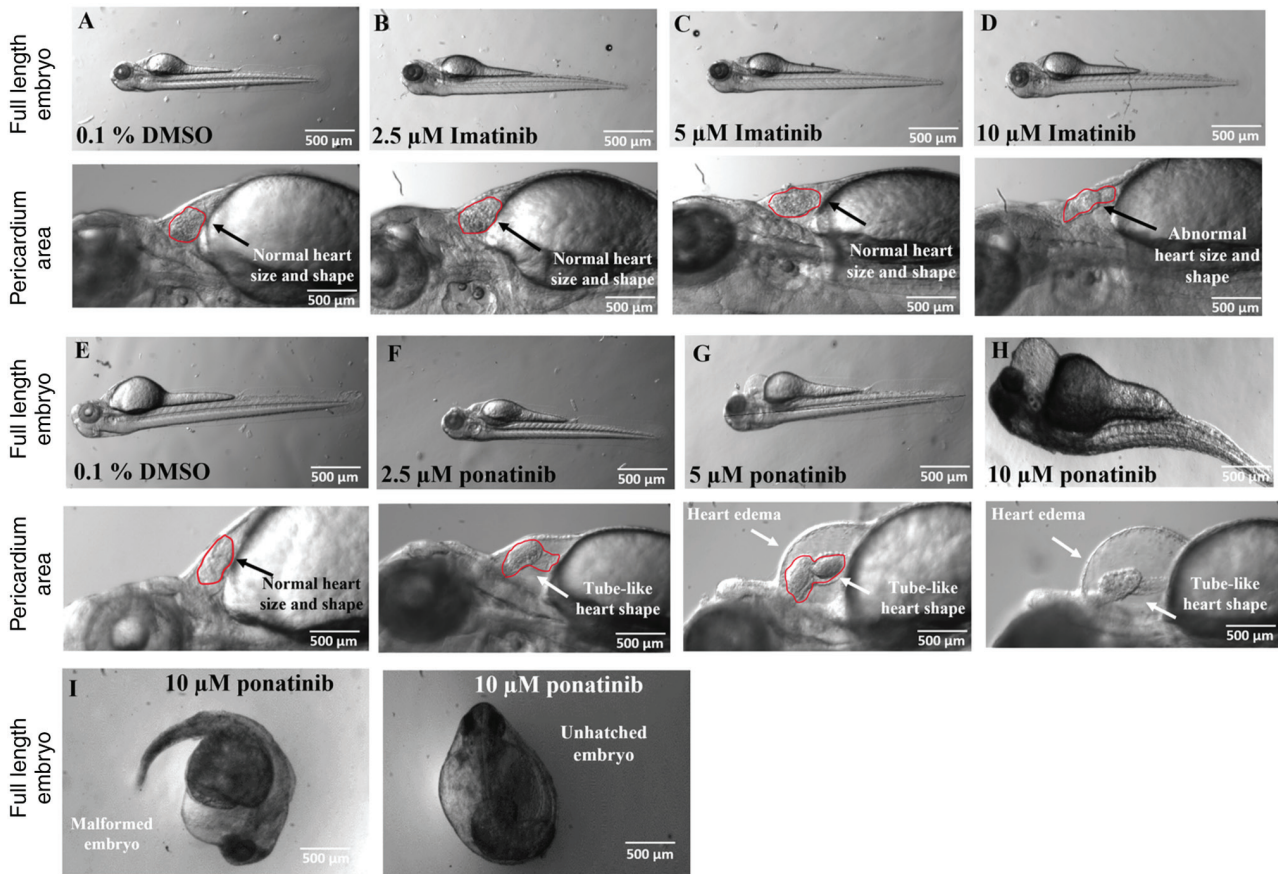 Full length
embryo
A
0.1 % DMSO
500 µm
B
2.5 µM Imatinib
500 µm
C
5 µM Imatinib
500 µm
D
10 µM Imatinib
500 µm
Pericardium
area
Normal heart
size and shape
500 µm
Normal heart
size and shape
500 µm
Normal heart
size and shape
500 µm
Abnormal
heart size and
shape
500 µm
Full length
embryo
E
0.1 % DMSO
500 µm
F
2.5 µM ponatinib
500 µm
G
5 µM ponatinib
500 µm
H
10 µM ponatinib
500 µm
Pericardium
area
Normal heart
size and shape
500 µm
Tube-like
heart shape
500 µm
Heart edema
Tube-like
heart shape
500 µm
Heart edema
Tube-like
heart shape
500 µm
Full length
embryo
I
10 µM ponatinib
Malformed
embryo
500 µm
10 µM ponatinib
Unhatched
embryo
500 µm